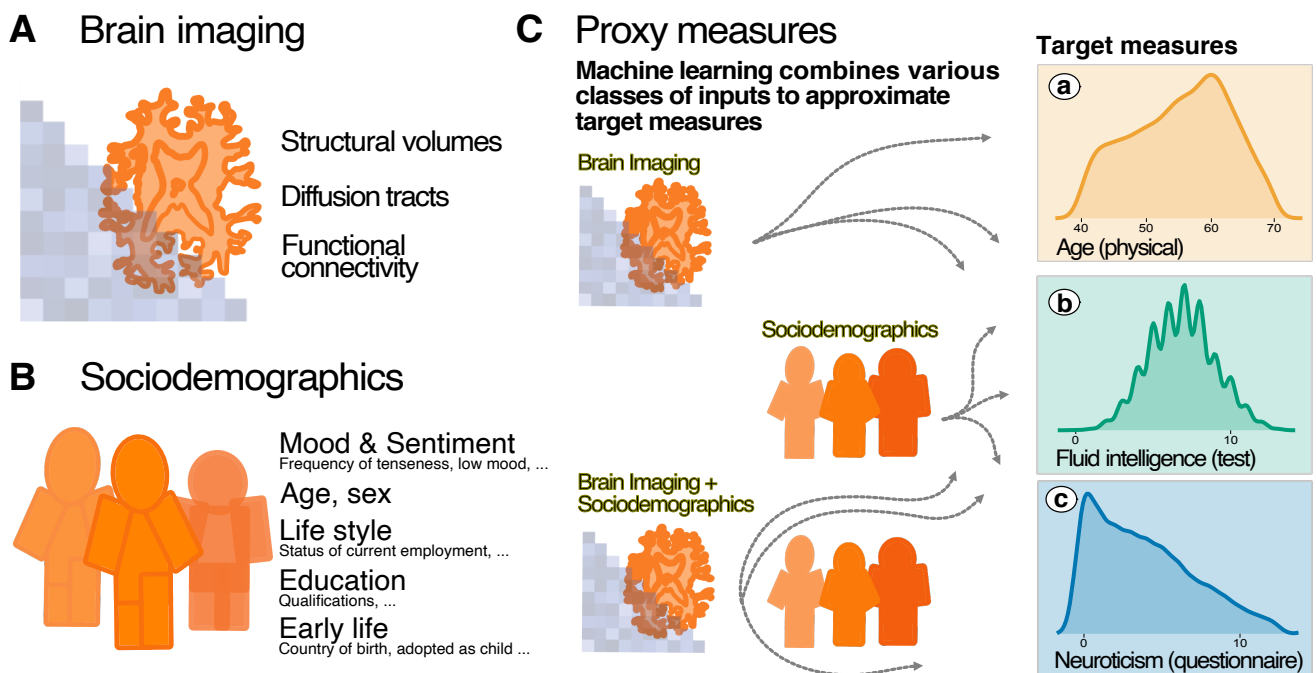 A Brain imaging
Structural volumes
Diffusion tracts
Functional
connectivity
B Sociodemographics
Mood & Sentiment
Frequency of tenseness, low mood, ...
Age, sex
Life style
Status of current employment, ...
Education
Qualifications, ...
Early life
Country of birth, adopted as child ...
C Proxy measures
Machine learning combines various
classes of inputs to approximate
target measures
Brain Imaging
Sociodemographics
Brain Imaging +
Sociodemographics
Target measures
a
40 50 60 70
Age (physical)
b
0 10
Fluid intelligence (test)
c
0 10
Neuroticism (questionnaire)